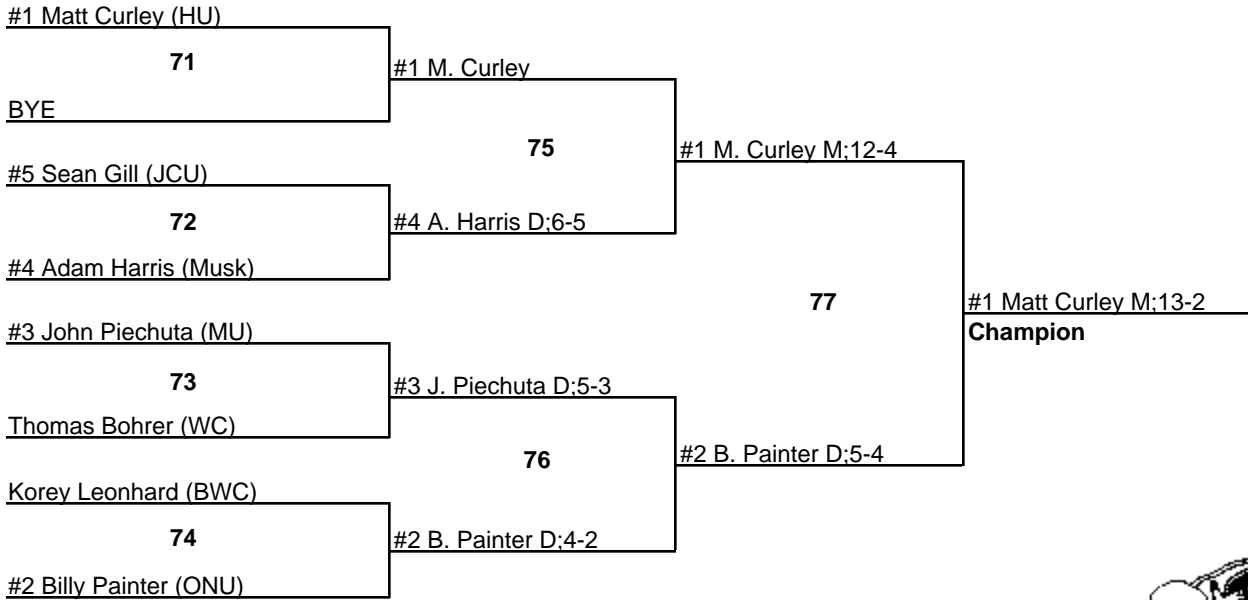 #1 Matt Curley (HU)
71
#1 M. Curley
BYE
75
#1 M. Curley M;12-4
#5 Sean Gill (JCU)
72
#4 A. Harris D;6-5
#4 Adam Harris (Musk)
77
#1 Matt Curley M;13-2
Champion
#3 John Piechuta (MU)
73
#3 J. Piechuta D;5-3
Thomas Bohrer (WC)
76
#2 B. Painter D;5-4
Korey Leonhard (BWC)
74
#2 B. Painter D;4-2
#2 Billy Painter (ONU)